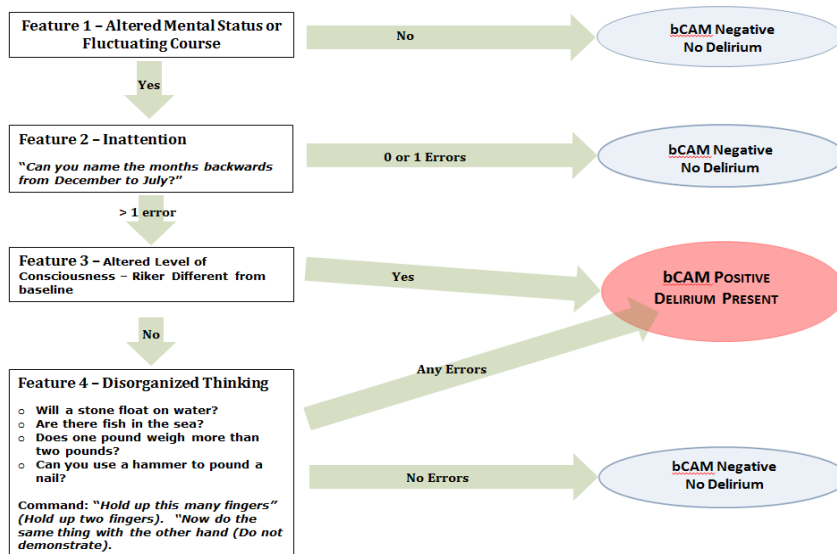 Feature 1 – Altered Mental Status or
Fluctuating Course
No
bCAM Negative
No Delirium
Yes
Feature 2 – Inattention
"Can you name the months backwards
from December to July?"
0 or 1 Errors
bCAM Negative
No Delirium
> 1 error
Feature 3 – Altered Level of
Consciousness – Riker Different from
baseline
Yes
bCAM POSITIVE
DELIRIUM PRESENT
No
Feature 4 – Disorganized Thinking
o Will a stone float on water?
o Are there fish in the sea?
o Does one pound weigh more than
two pounds?
o Can you use a hammer to pound a
nail?
Command: "Hold up this many fingers"
(Hold up two fingers). "Now do the
same thing with the other hand (Do not
demonstrate).
Any Errors
No Errors
bCAM Negative
No Delirium